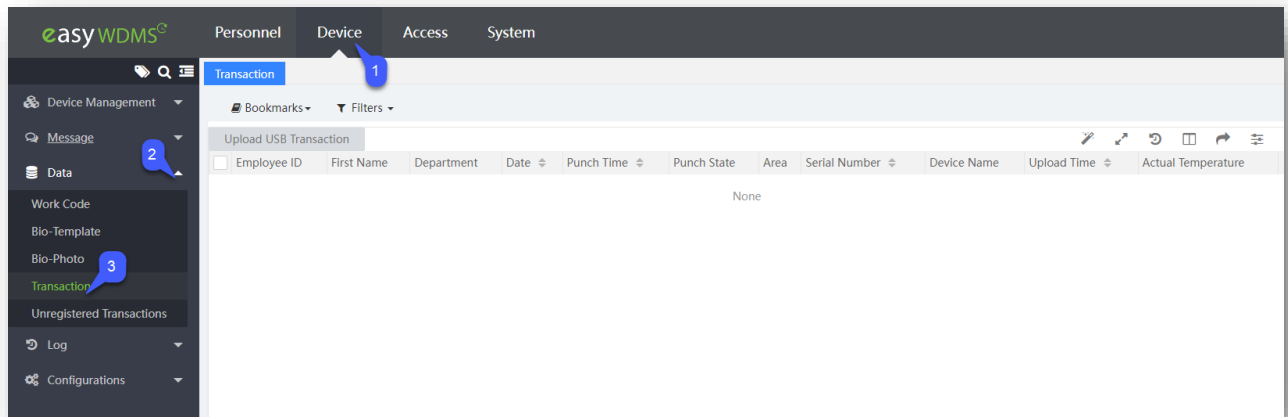 easy WDMS
Personnel Device Access System
1
Transaction
Device Management
Bookmarks Filters
Message
Upload USB Transaction
2
Employee ID First Name Department Date Punch Time Punch State Area Serial Number Device Name Upload Time Actual Temperature
Data
None
Work Code
Bio-Template
Bio-Photo
3
Transaction
Unregistered Transactions
Log
Configurations